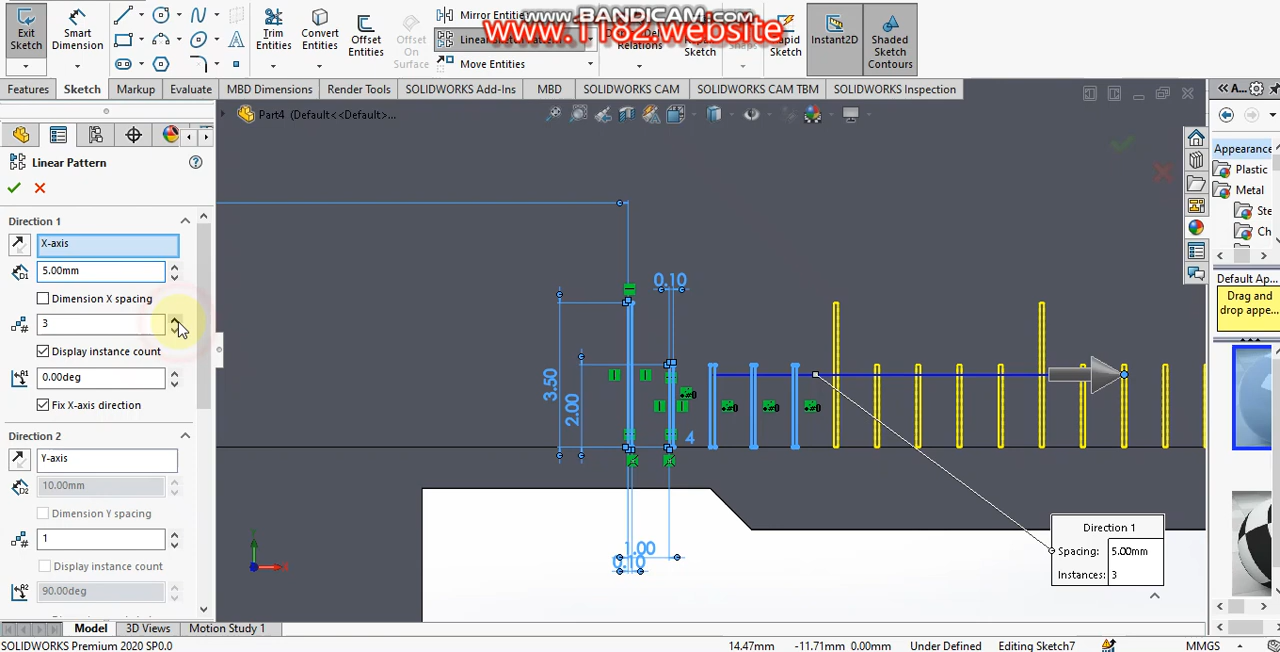 Exit Sketch
Smart Dimension
Trim Entities
Convert Entities
Offset Entities
Offset On Surface
Mirror Entities
Linear Sketch Pattern
Move Entities
Relations
Sketch
Snaps
Instant2D
Shaded Sketch Contours
www.BANDICAM.com
www.1182.website
Features
Sketch
Markup
Evaluate
MBD Dimensions
Render Tools
SOLIDWORKS Add-Ins
MBD
SOLIDWORKS CAM
SOLIDWORKS CAM TBM
SOLIDWORKS Inspection
Part4 (Default<<Default>...
Linear Pattern
Direction 1
X-axis
5.00mm
Dimension X spacing
3
Display instance count
0.00deg
Fix X-axis direction
Direction 2
Y-axis
10.00mm
Dimension Y spacing
1
Display instance count
90.00deg
0.10
3.50
2.00
4
1.00
0.10
Direction 1
Spacing: 5.00mm
Instances: 3
Appearance
Plastic
Metal
Default Ap...
Drag and drop appe...
Model
3D Views
Motion Study 1
SOLIDWORKS Premium 2020 SP0.0
14.47mm
-11.71mm
0.00mm
Under Defined
Editing Sketch7
MMGS